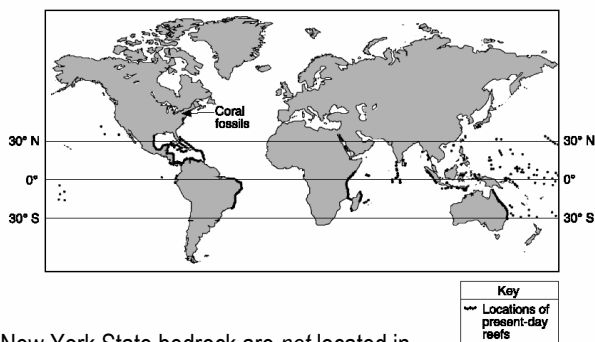 Coral
fossils
30° N
30° N
0°
0°
30° S
30° S
Key
Locations of
present-day
reefs
New York State bedrock are not located in